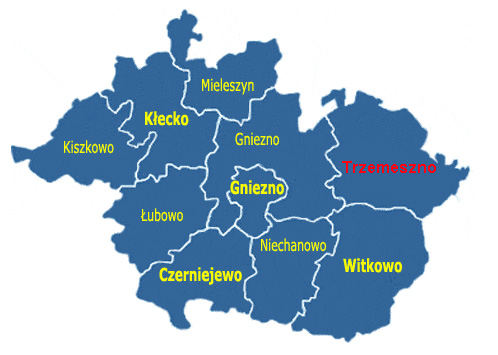 Mieleszyn
Kłecko
Gniezno
Kiszkowo
Trzemeszno
Gniezno
Łubowo
Niechanowo
Czerniejewo
Witkowo